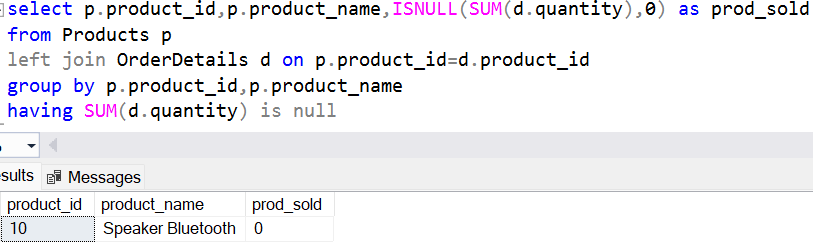 select p.product_id,p.product_name,ISNULL(SUM(d.quantity),0) as prod_sold
from Products p
left join OrderDetails d on p.product_id=d.product_id
group by p.product_id,p.product_name
having SUM(d.quantity) is null
esults Messages
product_id product_name prod_sold
10 Speaker Bluetooth 0